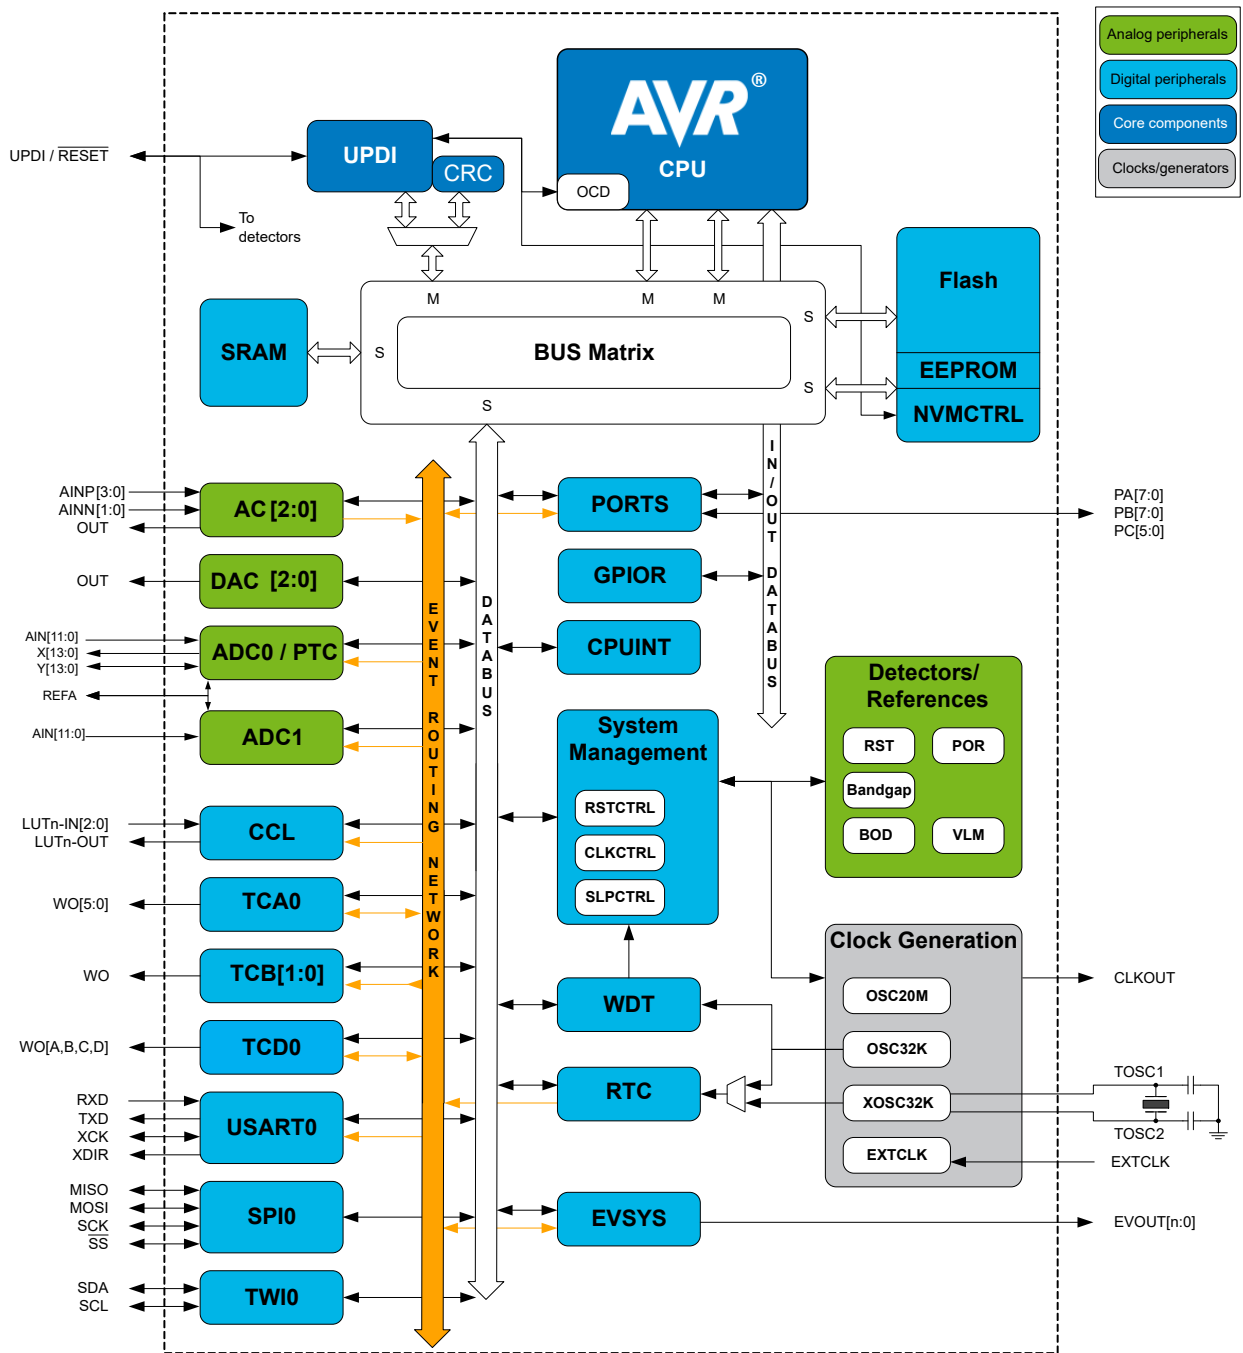 Analog peripherals
Digital peripherals
Core components
Clocks/generators
AVR®
CPU
OCD
UPDI / RESET
UPDI
CRC
To
detectors
M
M
M
Flash
EEPROM
NVMCTRL
SRAM
S
BUS Matrix
S
S
S
IN/OUT DATABUS
DATABUS
EVENT ROUTING NETWORK
AINP[3:0]
AINN[1:0]
OUT
AC [2:0]
PORTS
PA[7:0]
PB[7:0]
PC[5:0]
OUT
DAC [2:0]
GPIOR
AIN[11:0]
X[13:0]
Y[13:0]
ADC0 / PTC
CPUINT
REFA
AIN[11:0]
ADC1
System
Management
RSTCTRL
CLKCTRL
SLPCTRL
Detectors/
References
RST
POR
Bandgap
BOD
VLM
LUTn-IN[2:0]
LUTn-OUT
CCL
WO[5:0]
TCA0
WO
TCB[1:0]
WDT
Clock Generation
OSC20M
OSC32K
XOSC32K
EXTCLK
CLKOUT
WO[A,B,C,D]
TCD0
RTC
TOSC1
TOSC2
EXTCLK
RXD
TXD
XCK
XDIR
USART0
MISO
MOSI
SCK
SS
SPI0
EVSYS
EVOUT[n:0]
SDA
SCL
TWI0